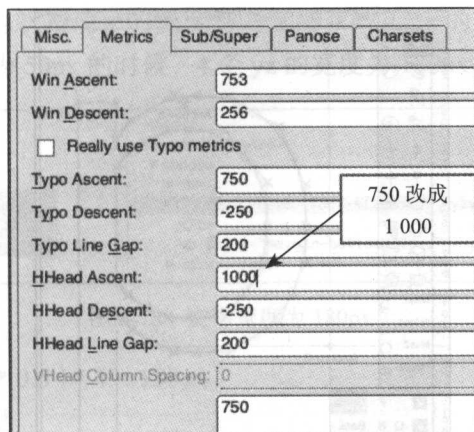 Misc. Metrics Sub/Super Panose Charsets
Win Ascent: 753
Win Descent: 256
Really use Typo metrics
Typo Ascent: 750
Typo Descent: -250
750 改成
1 000
Typo Line Gap: 200
HHead Ascent: 1000
HHead Descent: -250
HHead Line Gap: 200
VHead Column Spacing: 0
750